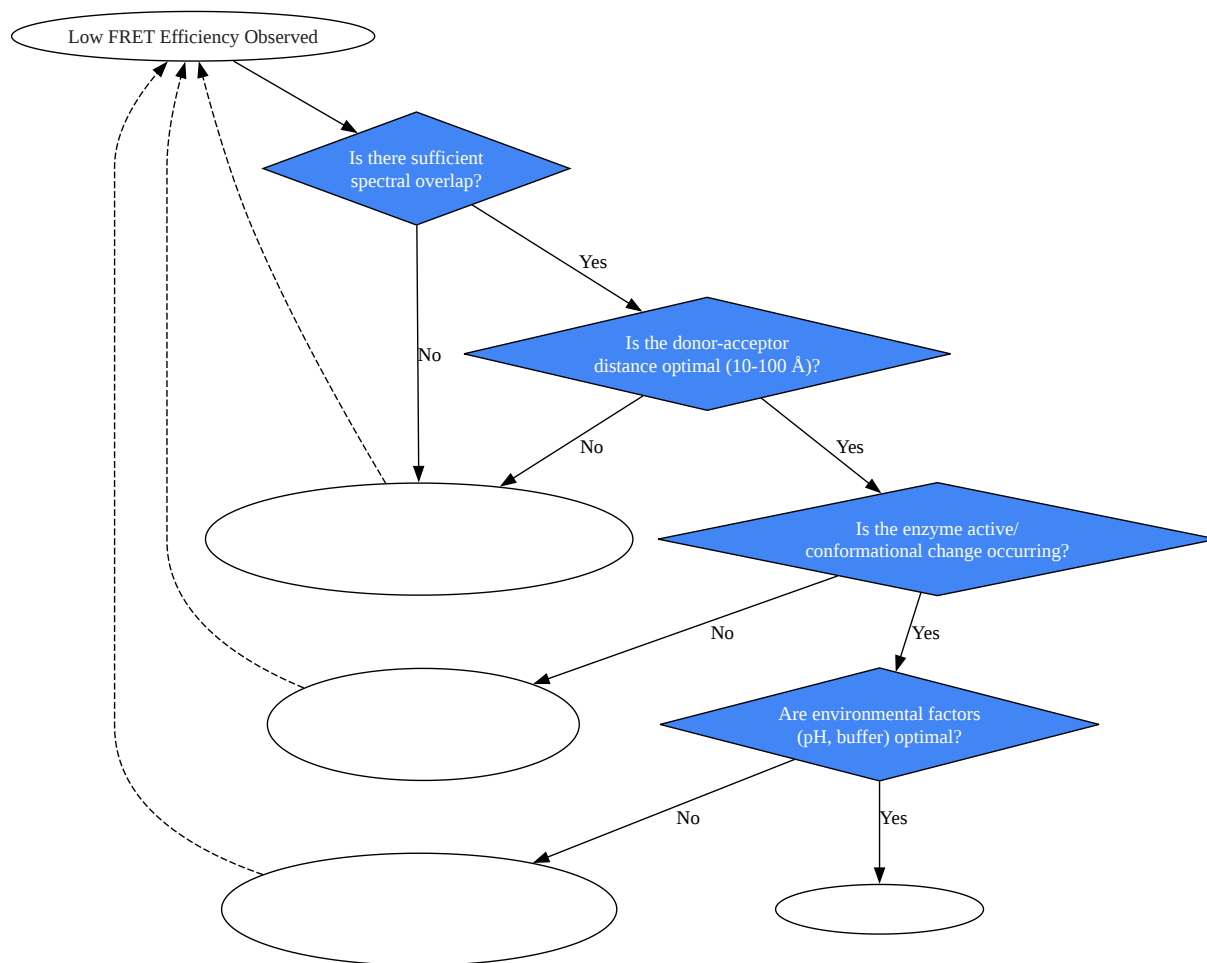 Low FRET Efficiency Observed
Is there sufficient
spectral overlap?
Yes
Is the donor-acceptor
distance optimal (10-100 Å)?
No
No
Yes
Is the enzyme active/
conformational change occurring?
No
Yes
Are environmental factors
(pH, buffer) optimal?
No
Yes